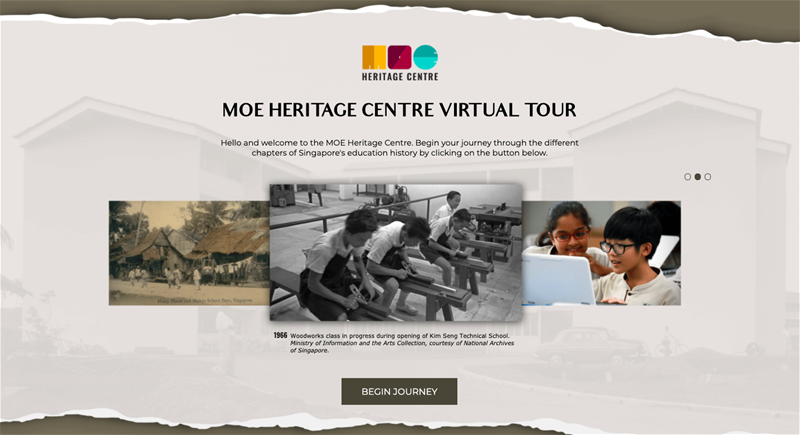 HERITAGE CENTRE
MOE HERITAGE CENTRE VIRTUAL TOUR
Hello and welcome to the MOE Heritage Centre. Begin your journey through the different
chapters of Singapore's education history by clicking on the button below.
1966 Woodworks class in progress during opening of Kim Seng Technical School.
Ministry of Information and the Arts Collection, courtesy of National Archives
of Singapore.
BEGIN JOURNEY